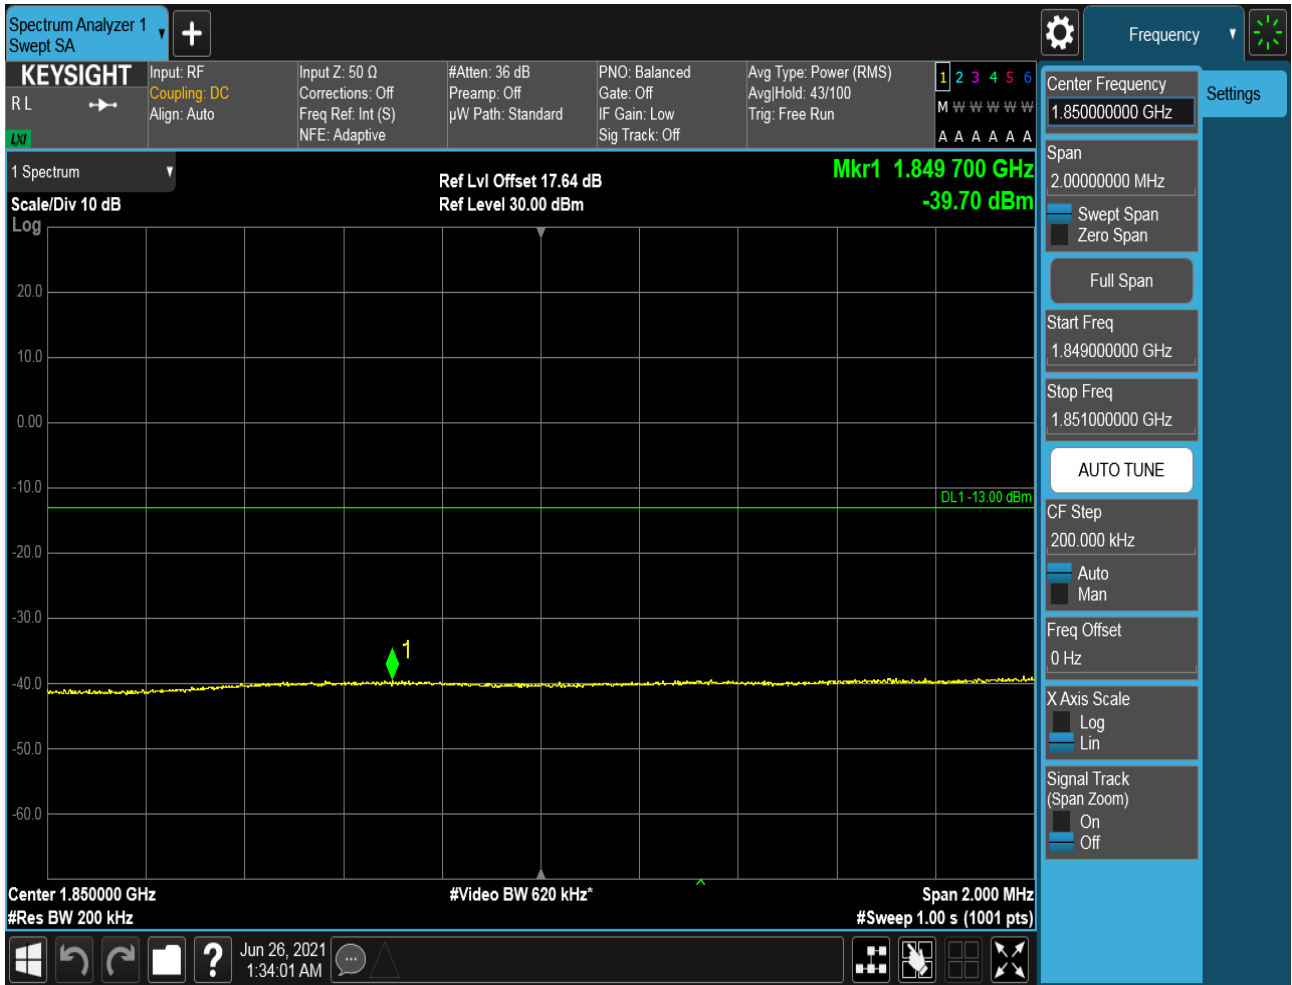 Spectrum Analyzer 1
Swept SA
Frequency
KEYSIGHT
R L
LXI
Input: RF
Coupling: DC
Align: Auto
Input Z: 50 Ω
Corrections: Off
Freq Ref: Int (S)
NFE: Adaptive
#Atten: 36 dB
Preamp: Off
µW Path: Standard
PNO: Balanced
Gate: Off
IF Gain: Low
Sig Track: Off
Avg Type: Power (RMS)
Avg|Hold: 43/100
Trig: Free Run
1 2 3 4 5 6
M W W W W W
A A A A A A
1 Spectrum
Scale/Div 10 dB
Log
Ref Lvl Offset 17.64 dB
Ref Level 30.00 dBm
Mkr1 1.849 700 GHz
-39.70 dBm
20.0
10.0
0.00
-10.0
DL1 -13.00 dBm
-20.0
-30.0
1
-40.0
-50.0
-60.0
Center 1.850000 GHz
#Res BW 200 kHz
#Video BW 620 kHz*
Span 2.000 MHz
#Sweep 1.00 s (1001 pts)
Jun 26, 2021
1:34:01 AM
Center Frequency
1.850000000 GHz
Settings
Span
2.00000000 MHz
Swept Span
Zero Span
Full Span
Start Freq
1.849000000 GHz
Stop Freq
1.851000000 GHz
AUTO TUNE
CF Step
200.000 kHz
Auto
Man
Freq Offset
0 Hz
X Axis Scale
Log
Lin
Signal Track
(Span Zoom)
On
Off